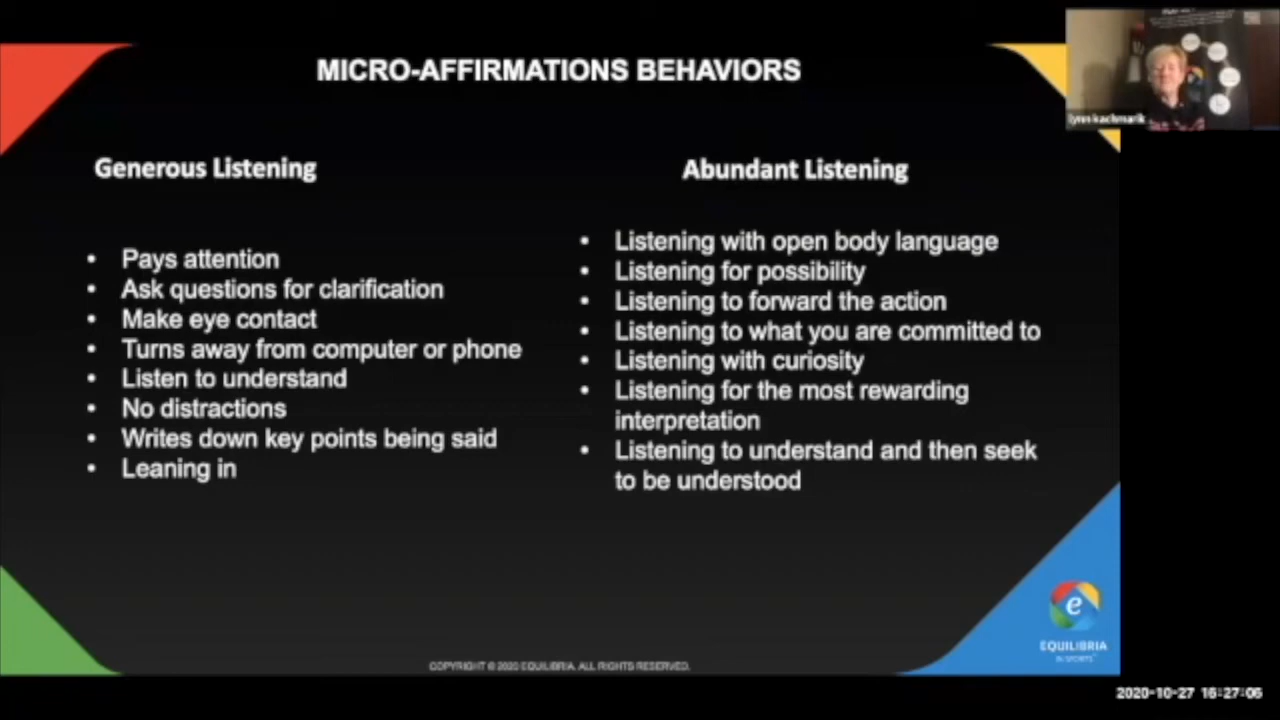 MICRO-AFFIRMATIONS BEHAVIORS
lynn kachmarik
Generous Listening
• Pays attention
• Ask questions for clarification
• Make eye contact
• Turns away from computer or phone
• Listen to understand
• No distractions
• Writes down key points being said
• Leaning in
Abundant Listening
• Listening with open body language
• Listening for possibility
• Listening to forward the action
• Listening to what you are committed to
• Listening with curiosity
• Listening for the most rewarding
interpretation
• Listening to understand and then seek
to be understood
e
EQUILIBRIA
IN SPORTS™
COPYRIGHT © 2020 EQUILIBRIA. ALL RIGHTS RESERVED.
2020-10-27 16:27:06